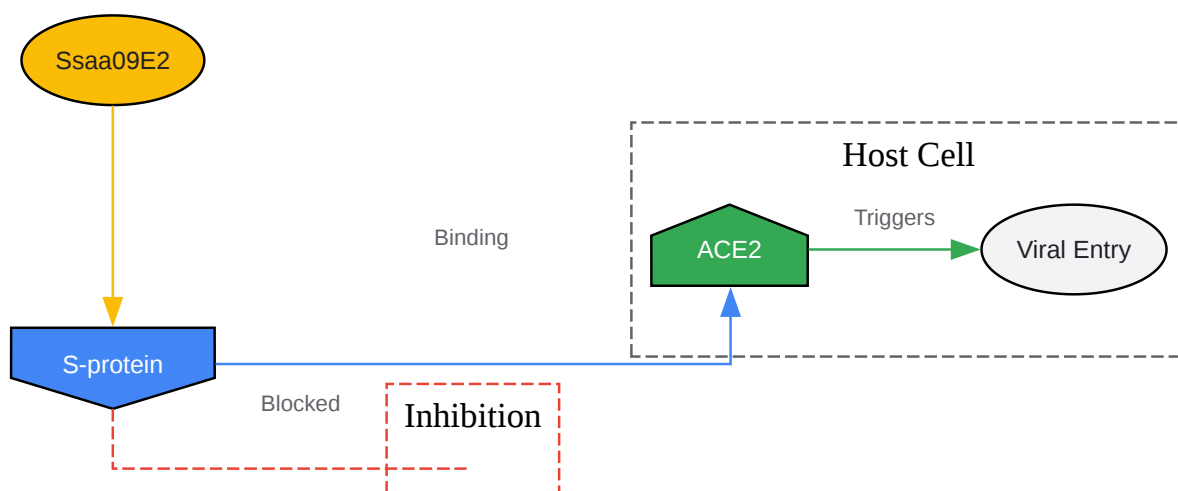 Ssaa09E2
Host Cell
Triggers
Binding
ACE2
Viral Entry
S-protein
Blocked
Inhibition